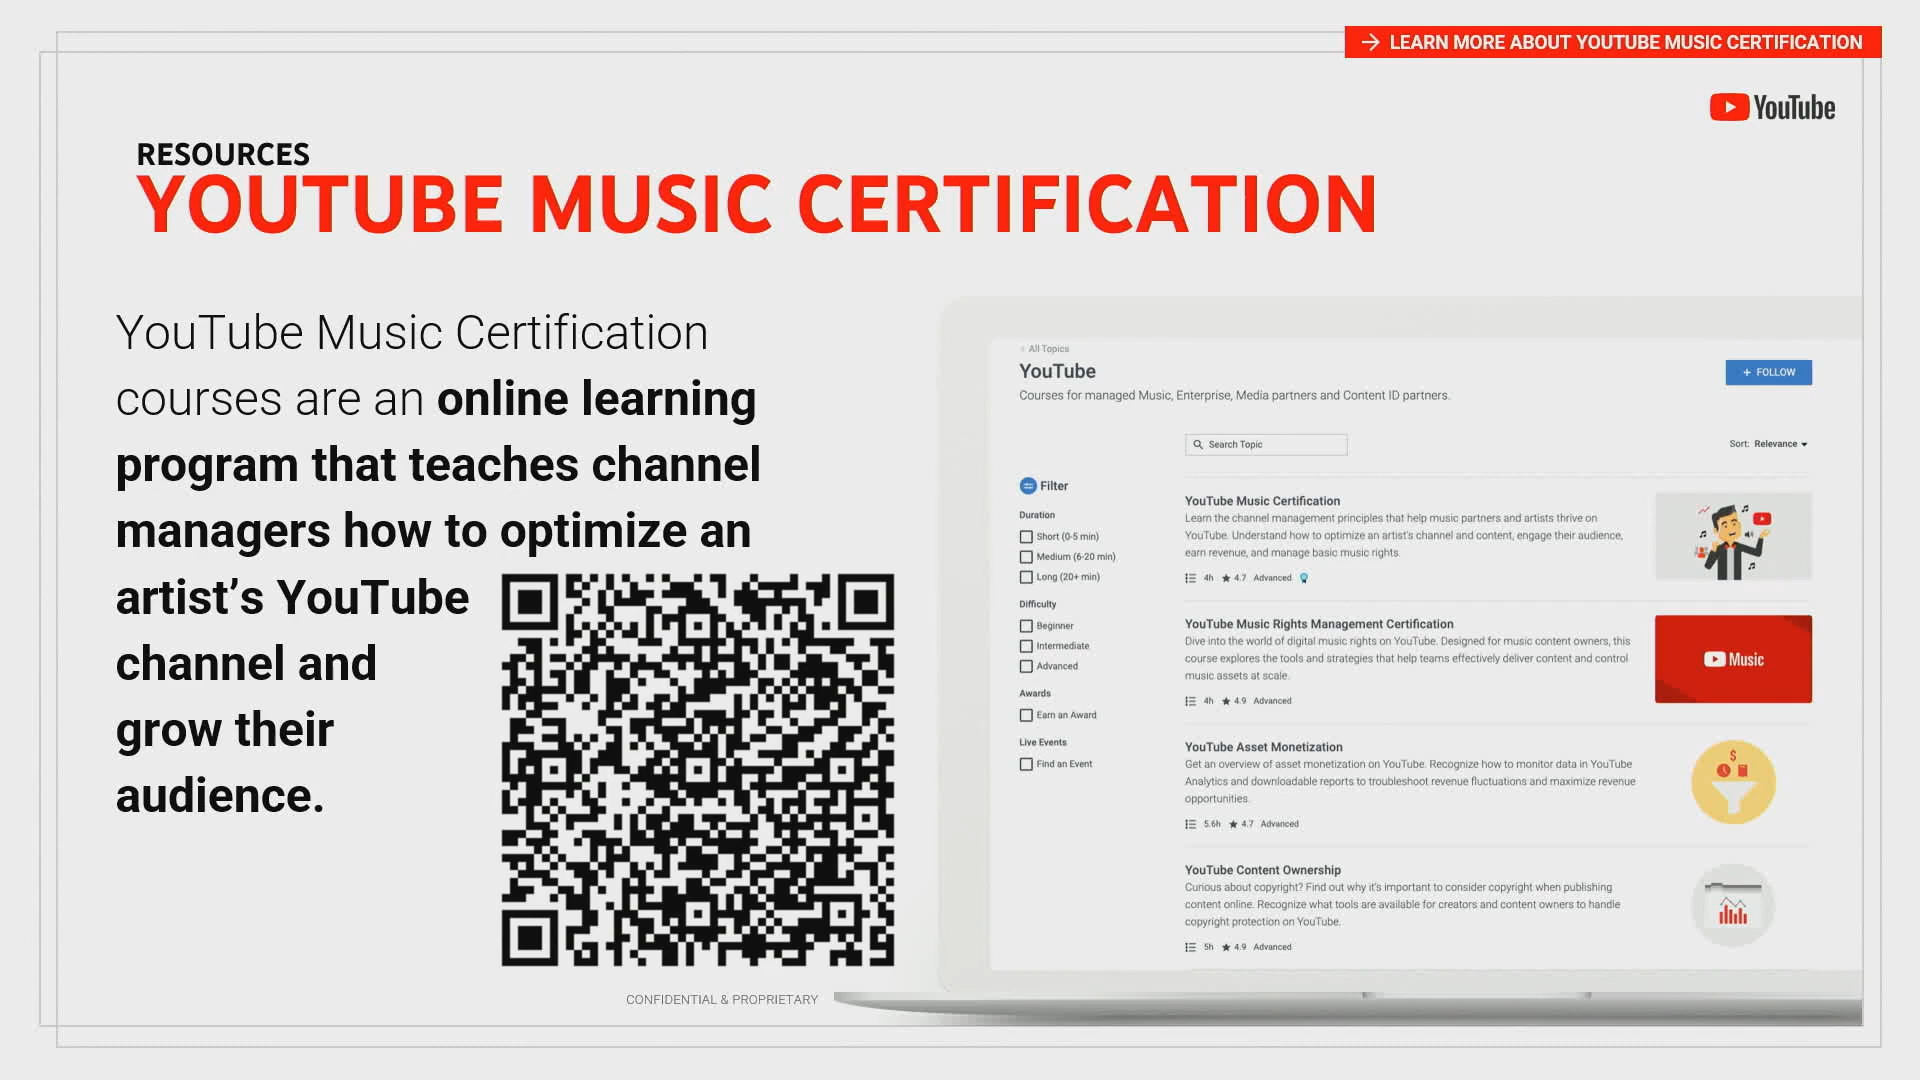 LEARN MORE ABOUT YOUTUBE MUSIC CERTIFICATION
YouTube
RESOURCES
YOUTUBE MUSIC CERTIFICATION
YouTube Music Certification
courses are an online learning
program that teaches channel
managers how to optimize an
artist’s YouTube
channel and
grow their
audience.
All Topics
YouTube
+ FOLLOW
Courses for managed Music, Enterprise, Media partners and Content ID partners.
Search Topic
Sort: Relevance
Filter
Duration
Short (0-5 min)
Medium (6-20 min)
Long (20+ min)
Difficulty
Beginner
Intermediate
Advanced
Awards
Earn an Award
Live Events
Find an Event
YouTube Music Certification
Learn the channel management principles that help music partners and artists thrive on
YouTube. Understand how to optimize an artist's channel and content, engage their audience,
earn revenue, and manage basic music rights.
4h ★ 4.7 Advanced
YouTube Music Rights Management Certification
Dive into the world of digital music rights on YouTube. Designed for music content owners, this
course explores the tools and strategies that help teams effectively deliver content and control
music assets at scale.
4h ★ 4.9 Advanced
Music
YouTube Asset Monetization
Get an overview of asset monetization on YouTube. Recognize how to monitor data in YouTube
Analytics and downloadable reports to troubleshoot revenue fluctuations and maximize revenue
opportunities.
5.6h ★ 4.7 Advanced
$
YouTube Content Ownership
Curious about copyright? Find out why it's important to consider copyright when publishing
content online. Recognize what tools are available for creators and content owners to handle
copyright protection on YouTube.
5h ★ 4.9 Advanced
CONFIDENTIAL & PROPRIETARY